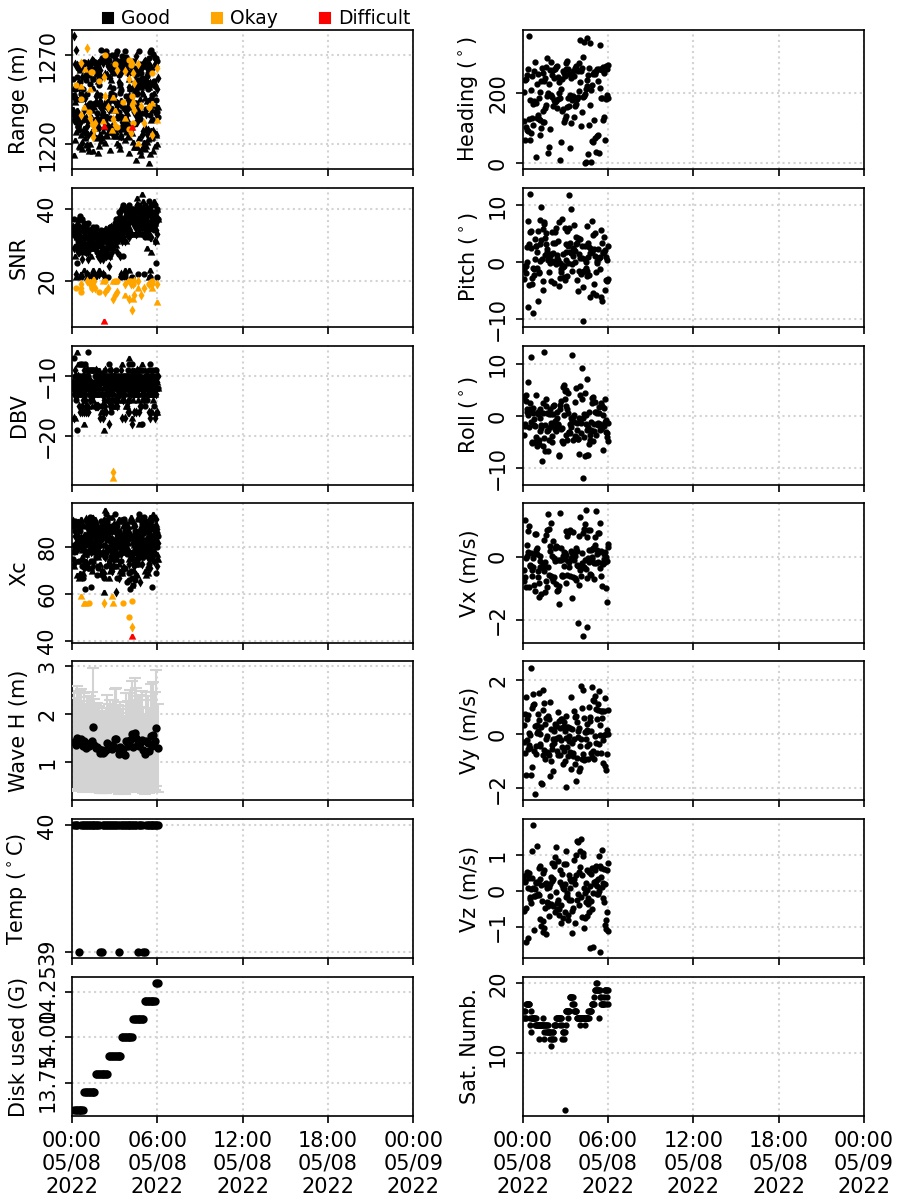 Good Okay Difficult
Range (m)
1270
1220
Heading (°)
200
0
SNR
40
20
Pitch (°)
10
0
−10
DBV
−10
−20
Roll (°)
10
0
−10
Xc
80
60
40
Vx (m/s)
0
−2
Wave H (m)
3
2
1
Vy (m/s)
2
0
−2
Temp (°C)
40
39
Vz (m/s)
1
0
−1
Disk used (G)
14.25
14.00
13.75
Sat. Numb.
20
10
00:00 06:00 12:00 18:00 00:00
05/08 05/08 05/08 05/08 05/09
2022 2022 2022 2022 2022
00:00 06:00 12:00 18:00 00:00
05/08 05/08 05/08 05/08 05/09
2022 2022 2022 2022 2022